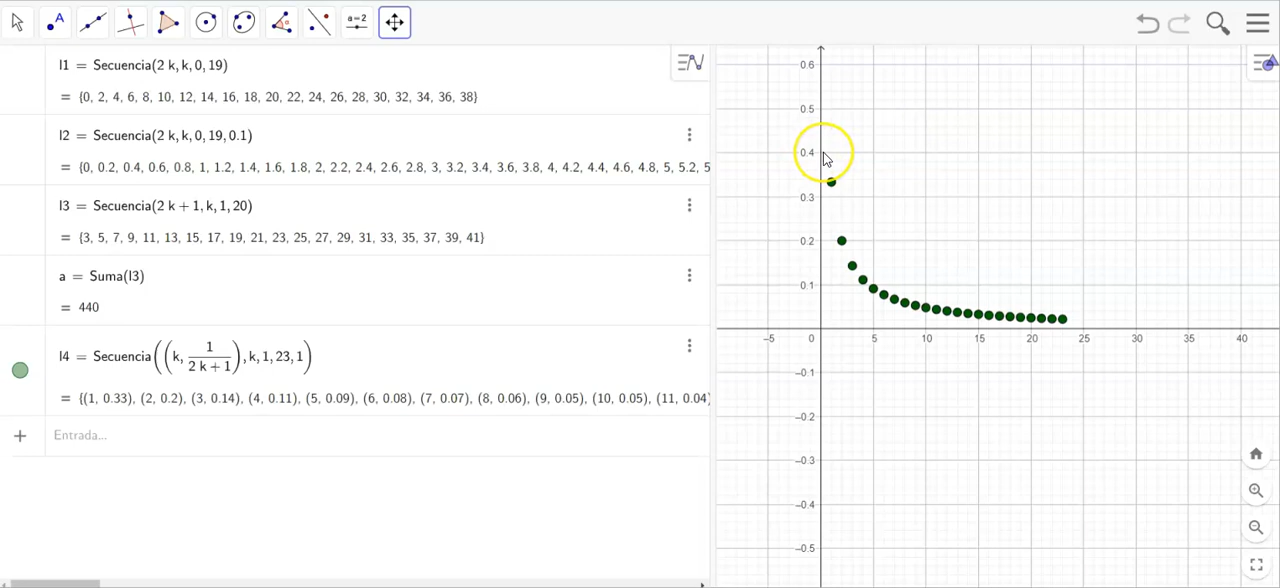 A
a=2
l1 = Secuencia(2 k, k, 0, 19)
= {0, 2, 4, 6, 8, 10, 12, 14, 16, 18, 20, 22, 24, 26, 28, 30, 32, 34, 36, 38}
l2 = Secuencia(2 k, k, 0, 19, 0.1)
= {0, 0.2, 0.4, 0.6, 0.8, 1, 1.2, 1.4, 1.6, 1.8, 2, 2.2, 2.4, 2.6, 2.8, 3, 3.2, 3.4, 3.6, 3.8, 4, 4.2, 4.4, 4.6, 4.8, 5, 5.2, 5
l3 = Secuencia(2 k + 1, k, 1, 20)
= {3, 5, 7, 9, 11, 13, 15, 17, 19, 21, 23, 25, 27, 29, 31, 33, 35, 37, 39, 41}
a = Suma(l3)
= 440
l4 = Secuencia((k, 1/(2 k + 1)), k, 1, 23, 1)
= {(1, 0.33), (2, 0.2), (3, 0.14), (4, 0.11), (5, 0.09), (6, 0.08), (7, 0.07), (8, 0.06), (9, 0.05), (10, 0.05), (11, 0.04)
+ Entrada...
0.6
0.5
0.4
0.3
0.2
0.1
−5 0 5 10 15 20 25 30 35 40
−0.1
−0.2
−0.3
−0.4
−0.5